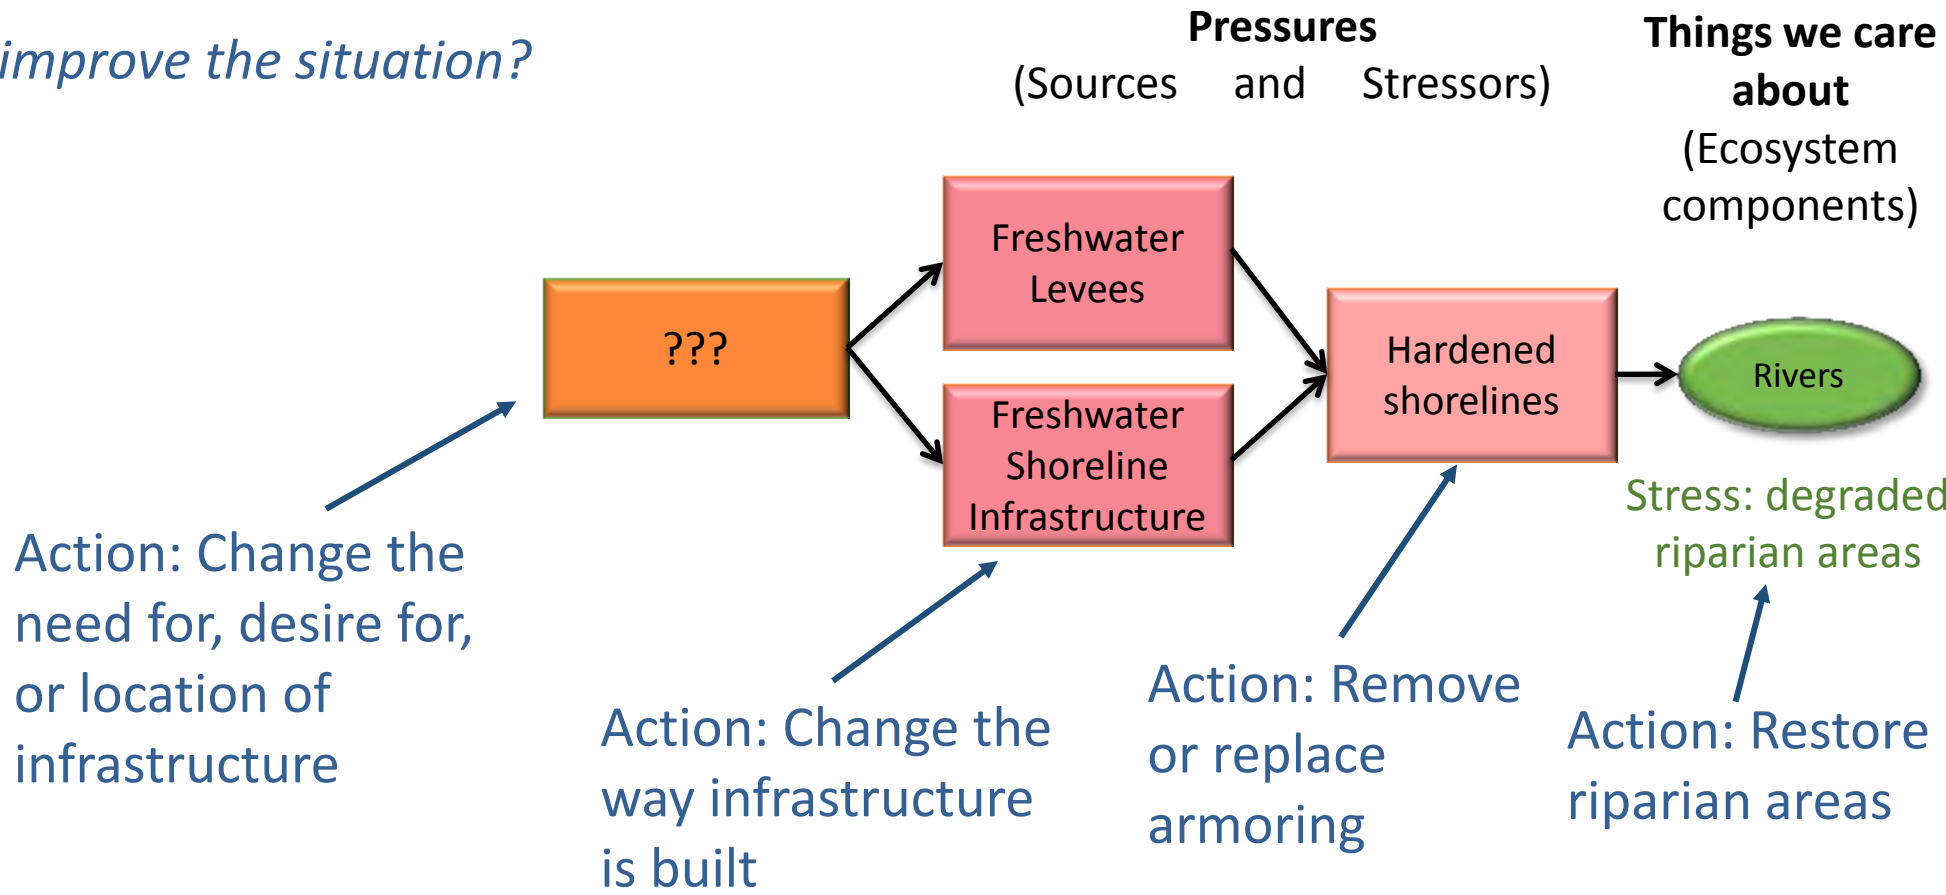 improve the situation?
Pressures
(Sources and Stressors)
Things we care
about
(Ecosystem
components)
???
Freshwater
Levees
Freshwater
Shoreline
Infrastructure
Hardened
shorelines
Rivers
Stress: degraded
riparian areas
Action: Change the
need for, desire for,
or location of
infrastructure
Action: Change the
way infrastructure
is built
Action: Remove
or replace
armoring
Action: Restore
riparian areas